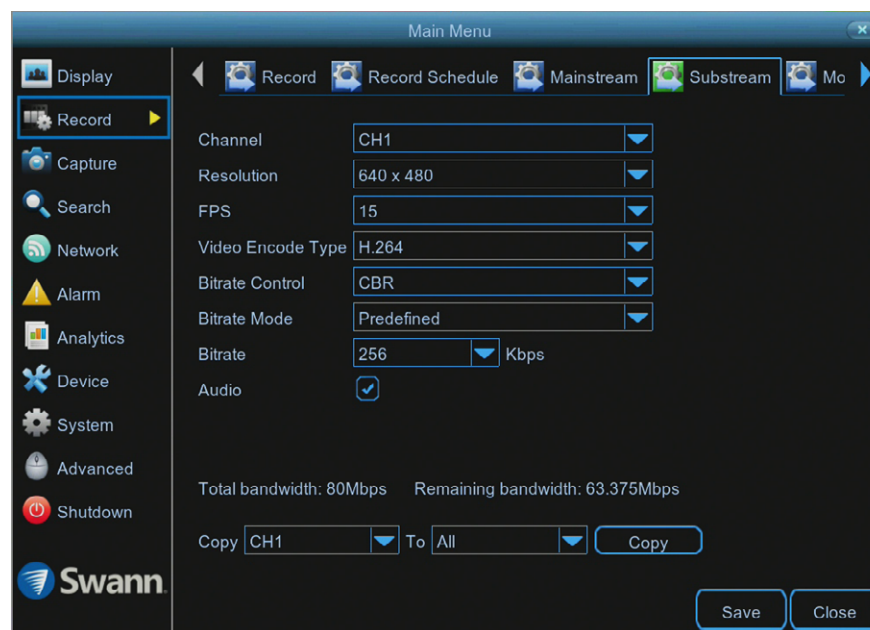 Main Menu
Display
Record
Capture
Search
Network
Alarm
Analytics
Device
System
Advanced
Shutdown
Swann
Record Record Schedule Mainstream Substream Mo
Channel CH1
Resolution 640 x 480
FPS 15
Video Encode Type H.264
Bitrate Control CBR
Bitrate Mode Predefined
Bitrate 256 Kbps
Audio
Total bandwidth: 80Mbps Remaining bandwidth: 63.375Mbps
Copy CH1 To All Copy
Save Close